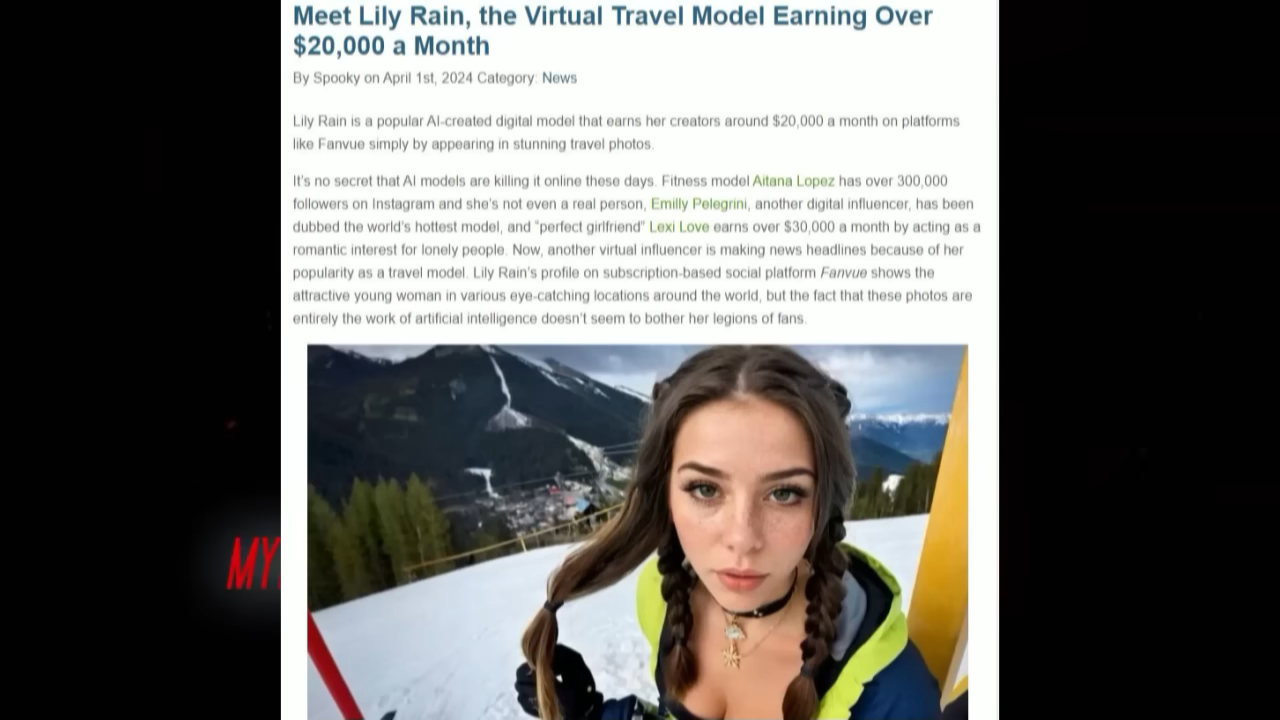 Meet Lily Rain, the Virtual Travel Model Earning Over
$20,000 a Month
By Spooky on April 1st, 2024 Category: News
Lily Rain is a popular AI-created digital model that earns her creators around $20,000 a month on platforms
like Fanvue simply by appearing in stunning travel photos.
It's no secret that AI models are killing it online these days. Fitness model Aitana Lopez has over 300,000
followers on Instagram and she's not even a real person, Emilly Pelegrini, another digital influencer, has been
dubbed the world's hottest model, and "perfect girlfriend" Lexi Love earns over $30,000 a month by acting as a
romantic interest for lonely people. Now, another virtual influencer is making news headlines because of her
popularity as a travel model. Lily Rain's profile on subscription-based social platform Fanvue shows the
attractive young woman in various eye-catching locations around the world, but the fact that these photos are
entirely the work of artificial intelligence doesn't seem to bother her legions of fans.
MY